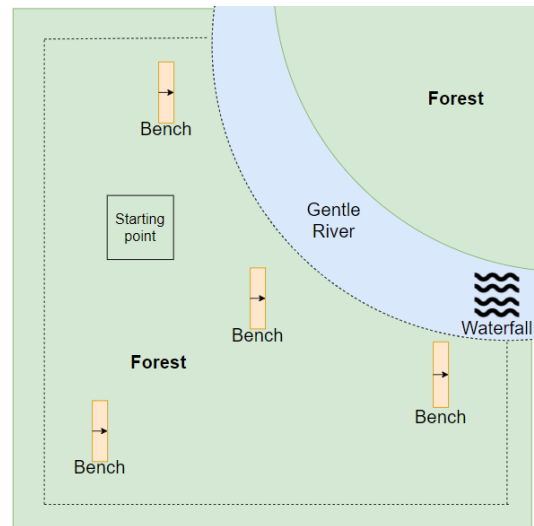 Forest
Bench
Gentle
River
Starting
point
Waterfall
Bench
Forest
Bench
Bench